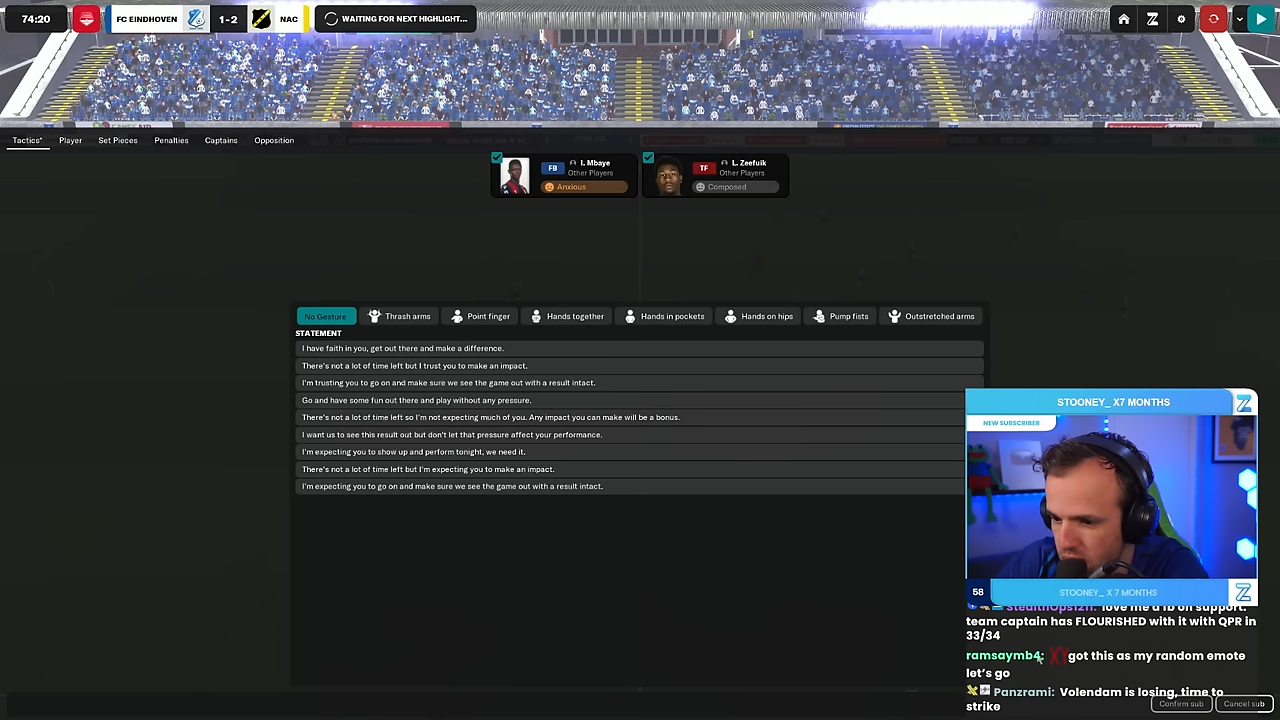 74:20
FC EINDHOVEN
1-2
NAC
WAITING FOR NEXT HIGHLIGHT...
Tactics*
Player
Set Pieces
Penalties
Captains
Opposition
FB
I. Mbaye
Other Players
Anxious
TF
L. Zeefuik
Other Players
Composed
No Gesture
Thrash arms
Point finger
Hands together
Hands in pockets
Hands on hips
Pump fists
Outstretched arms
STATEMENT
I have faith in you, get out there and make a difference.
There's not a lot of time left but I trust you to make an impact.
I'm trusting you to go on and make sure we see the game out with a result intact.
Go and have some fun out there and play without any pressure.
There's not a lot of time left so I'm not expecting much of you. Any impact you can make will be a bonus.
I want us to see this result out but don't let that pressure affect your performance.
I'm expecting you to show up and perform tonight, we need it.
There's not a lot of time left but I'm expecting you to make an impact.
I'm expecting you to go on and make sure we see the game out with a result intact.
STOONEY_ X7 MONTHS
NEW SUBSCRIBER
58
STOONEY_ X 7 MONTHS
love me a fb on support.
team captain has FLOURISHED with it with QPR in
33/34
ramsaymb4: got this as my random emote
let's go
Panzrami: Volendam is losing, time to
strike
Confirm sub
Cancel sub